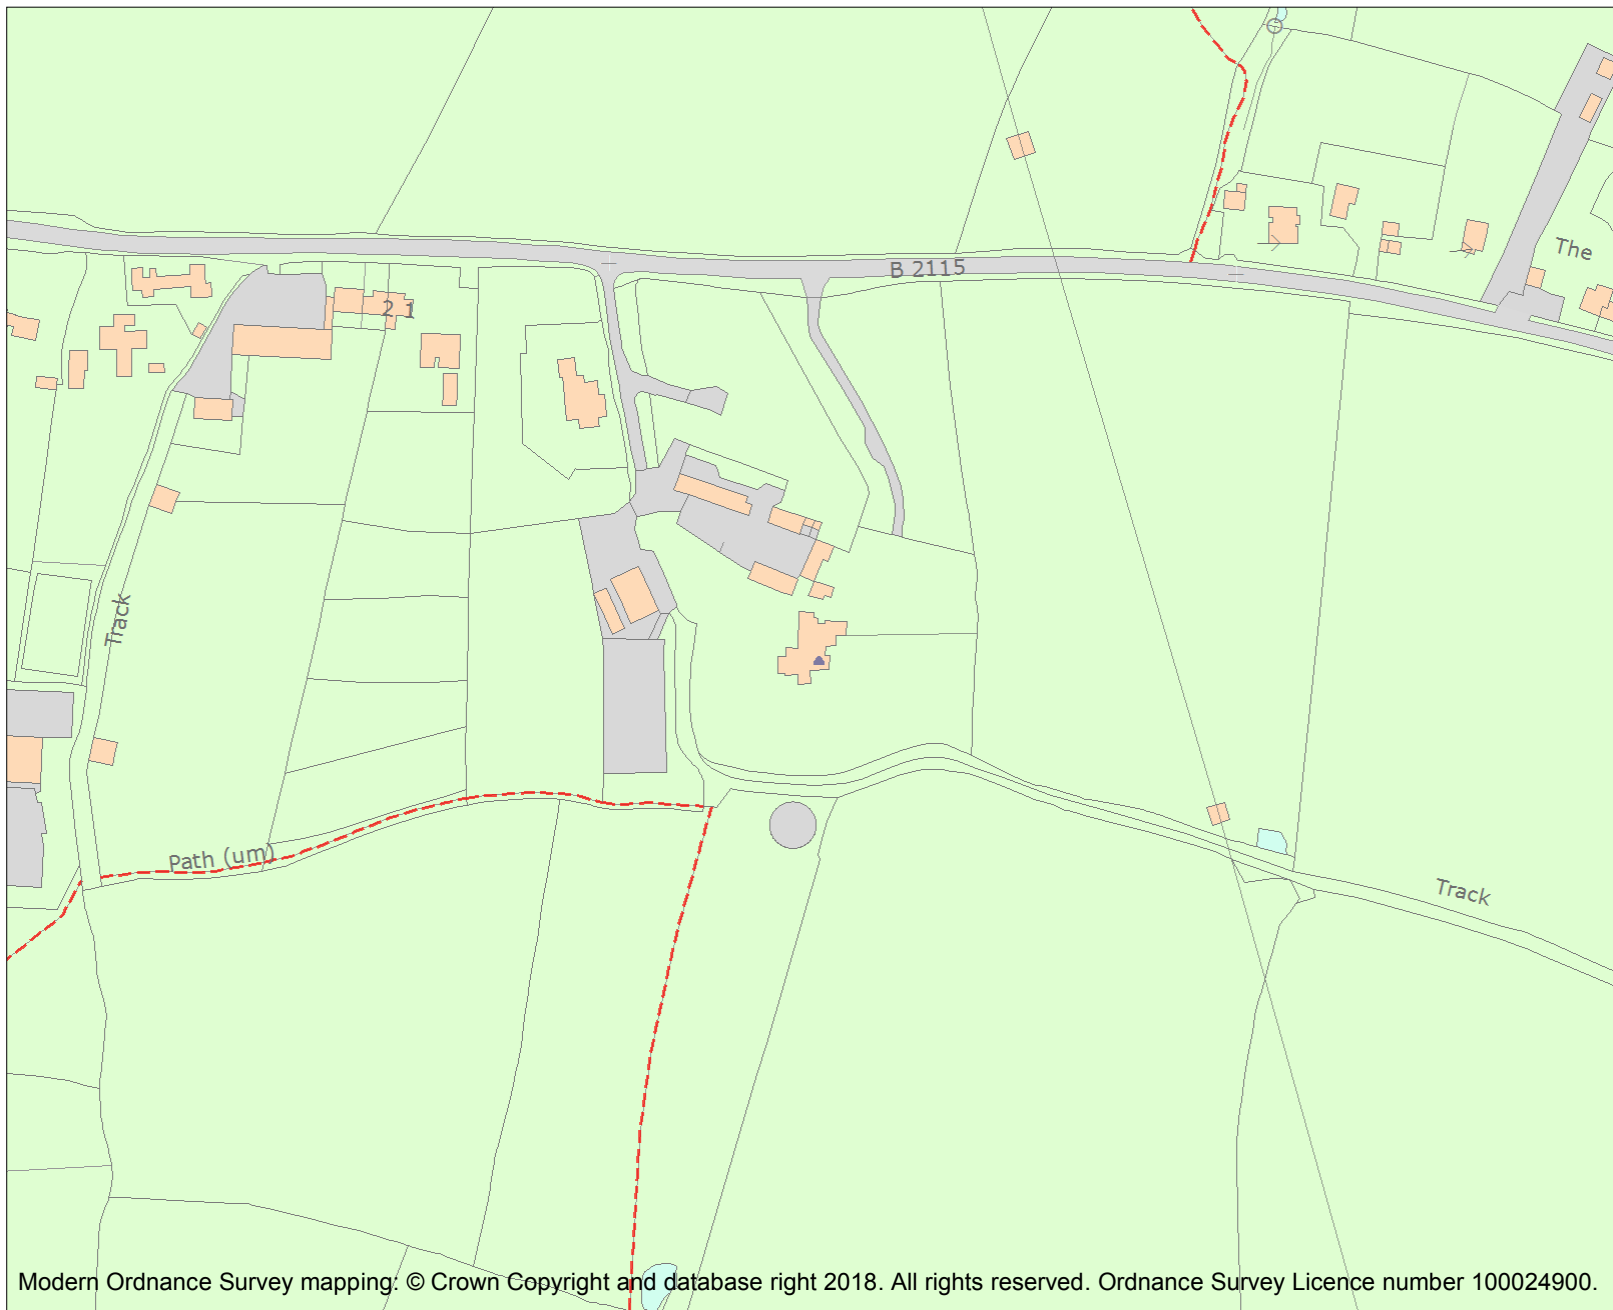 The
B 2115
2 1
Track
Path (um)
Track
Modern Ordnance Survey mapping: © Crown Copyright and database right 2018. All rights reserved. Ordnance Survey Licence number 100024900.